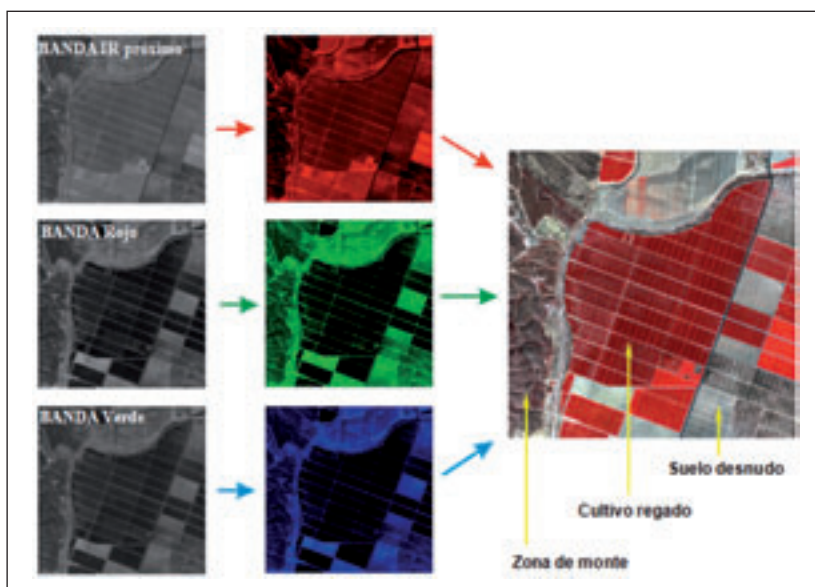 BANDA IR próximo
BANDA Rojo
BANDA Verde
Suelo desnudo
Cultivo regado
Zona de monte